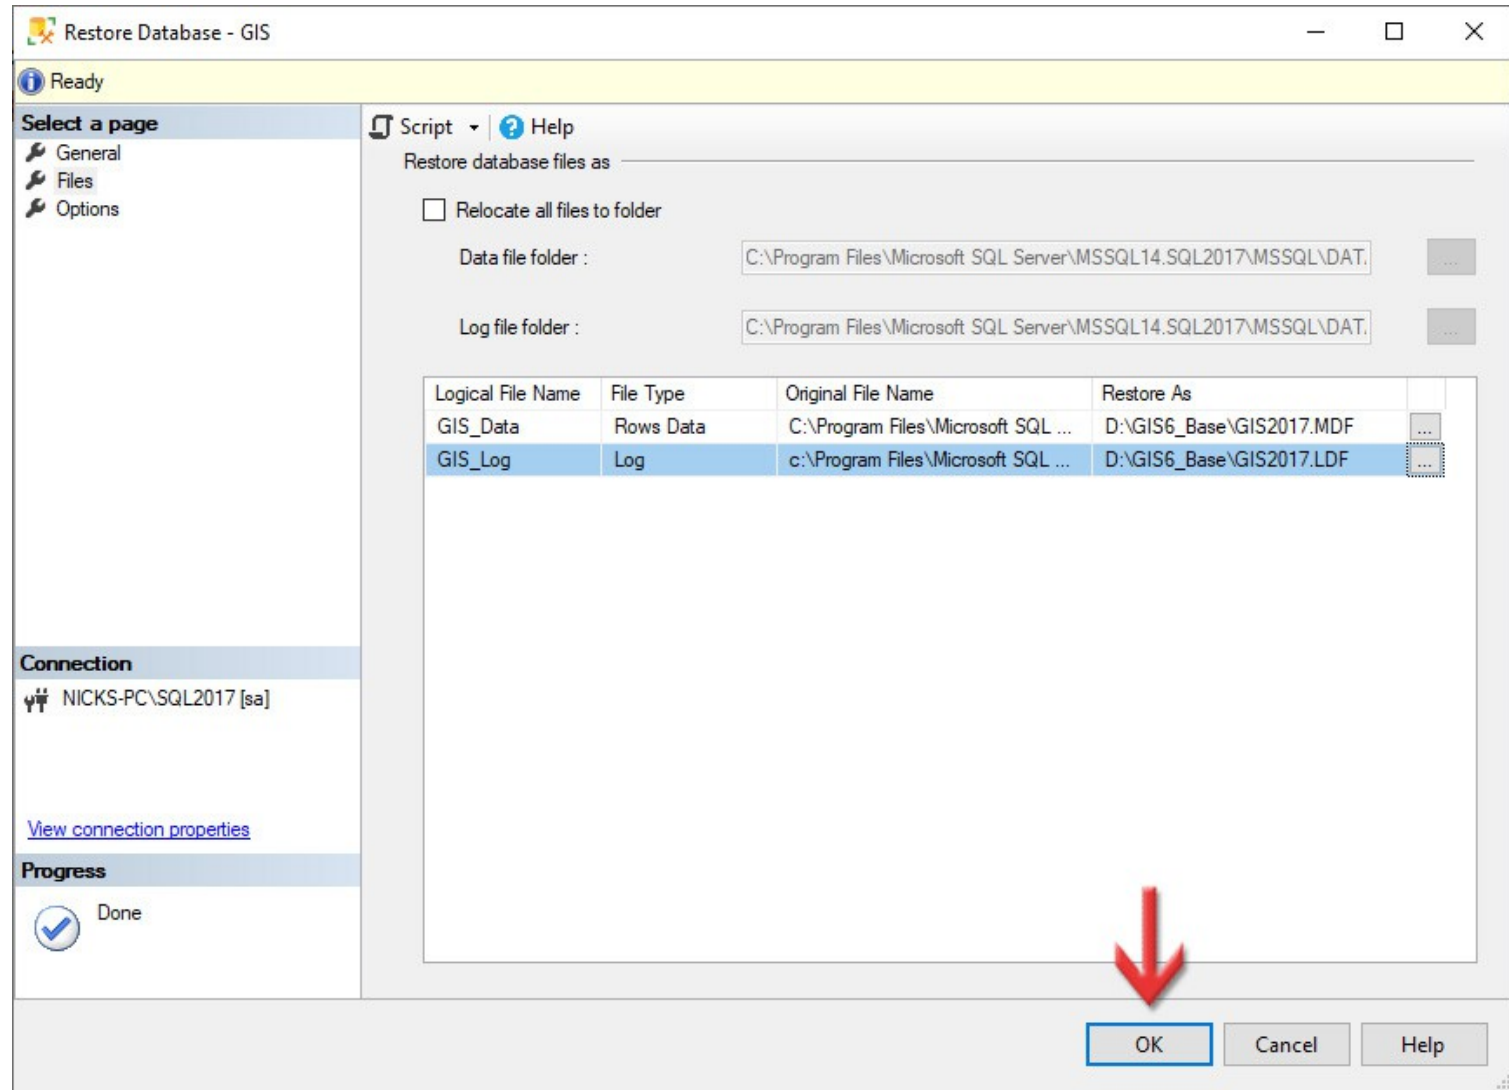 Restore Database - GIS
Ready
Select a page
General
Files
Options
Script
Help
Restore database files as
Relocate all files to folder
Data file folder :
C:\Program Files\Microsoft SQL Server\MSSQL14.SQL2017\MSSQL\DAT.
...
Log file folder :
C:\Program Files\Microsoft SQL Server\MSSQL14.SQL2017\MSSQL\DAT.
...
Logical File Name File Type Original File Name Restore As
GIS_Data Rows Data C:\Program Files\Microsoft SQL ... D:\GIS6_Base\GIS2017.MDF ...
GIS_Log Log c:\Program Files\Microsoft SQL ... D:\GIS6_Base\GIS2017.LDF ...
Connection
NICKS-PC\SQL2017 [sa]
View connection properties
Progress
Done
OK Cancel Help